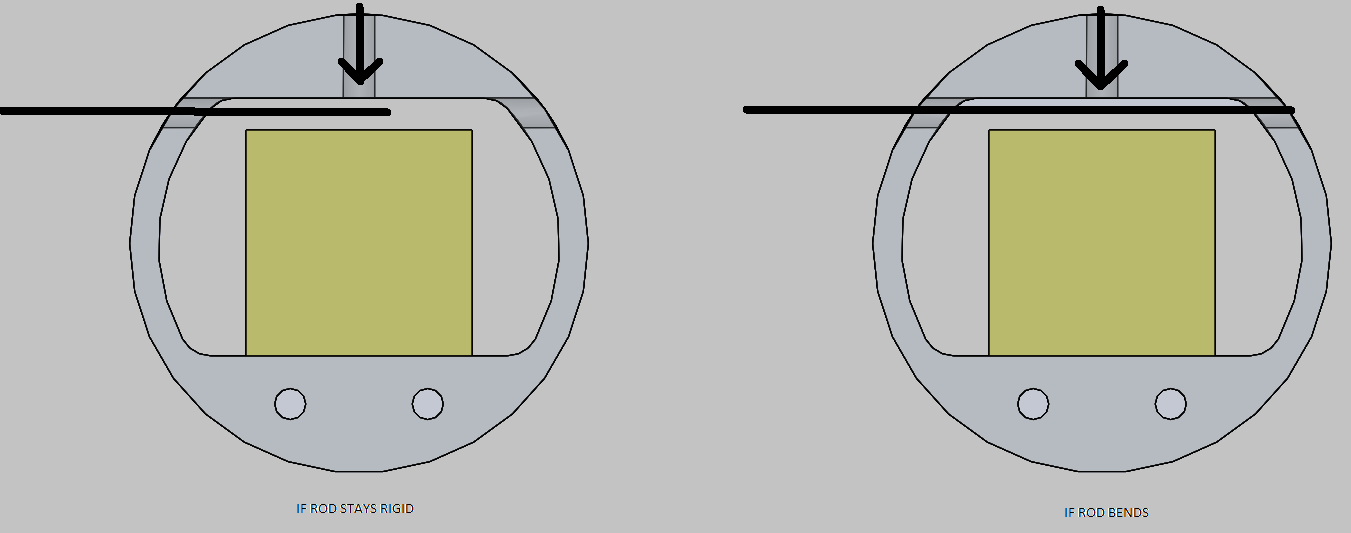 IF ROD STAYS RIGID
IF ROD BENDS